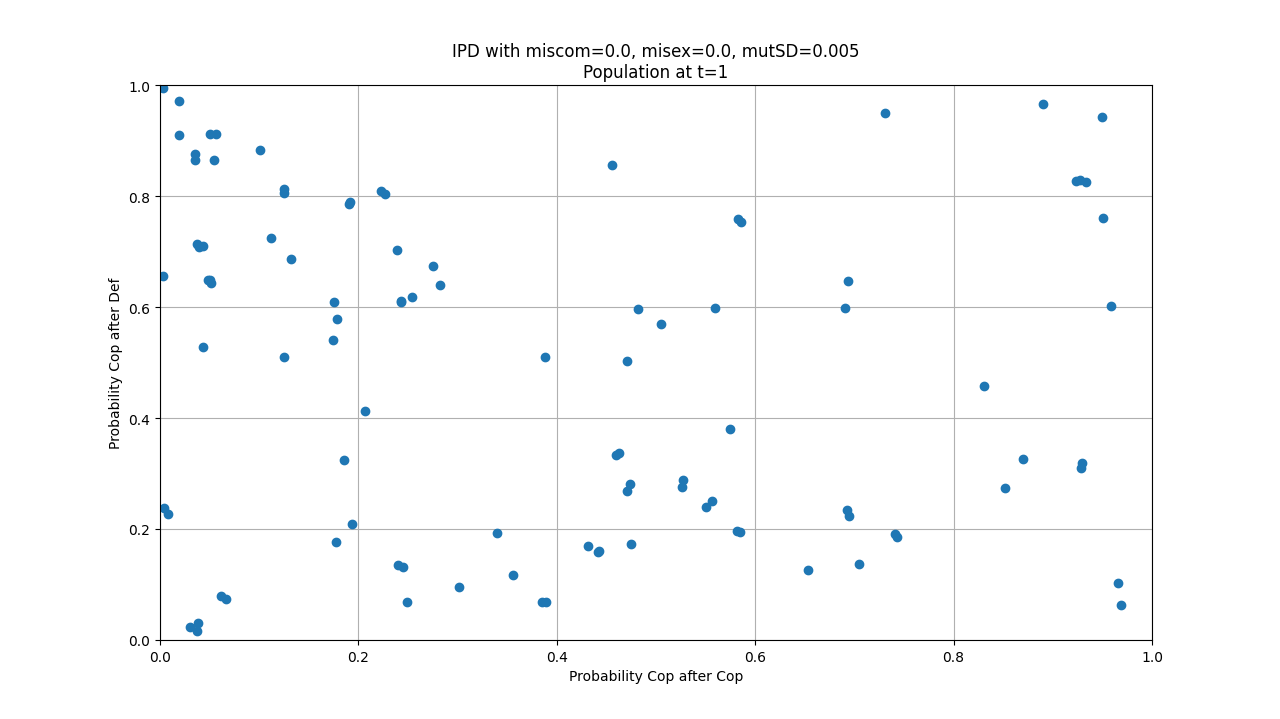 IPD with miscom=0.0, misex=0.0, mutSD=0.005
Population at t=1
1.0
0.8
0.6
0.4
0.2
0.0
Probability Cop after Def
0.0 0.2 0.4 0.6 0.8 1.0
Probability Cop after Cop